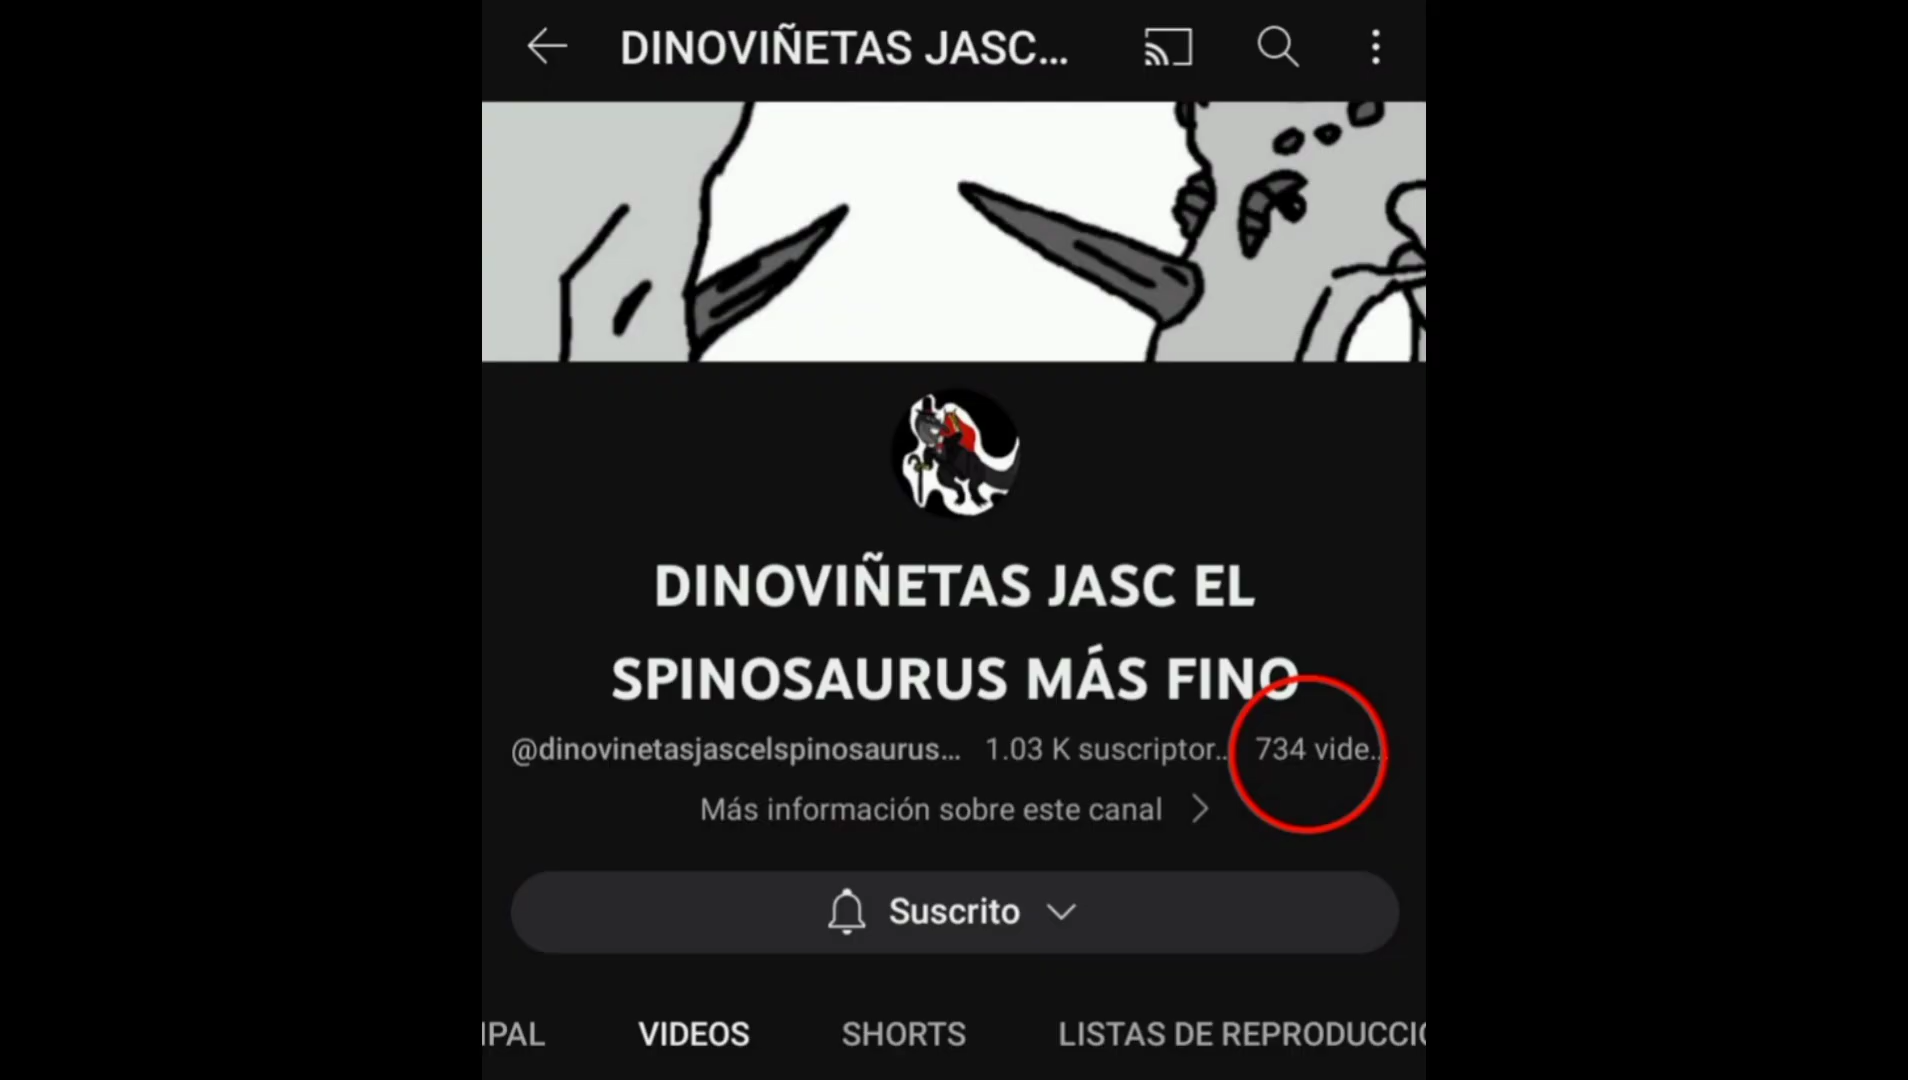 DINOVIÑETAS JASC...
DINOVIÑETAS JASC EL
SPINOSAURUS MÁS FINO
@dinovinetasjascelspinosaurus... 1.03 K suscriptor... 734 vide...
Más información sobre este canal
Suscrito
IPAL VIDEOS SHORTS LISTAS DE REPRODUCCIO